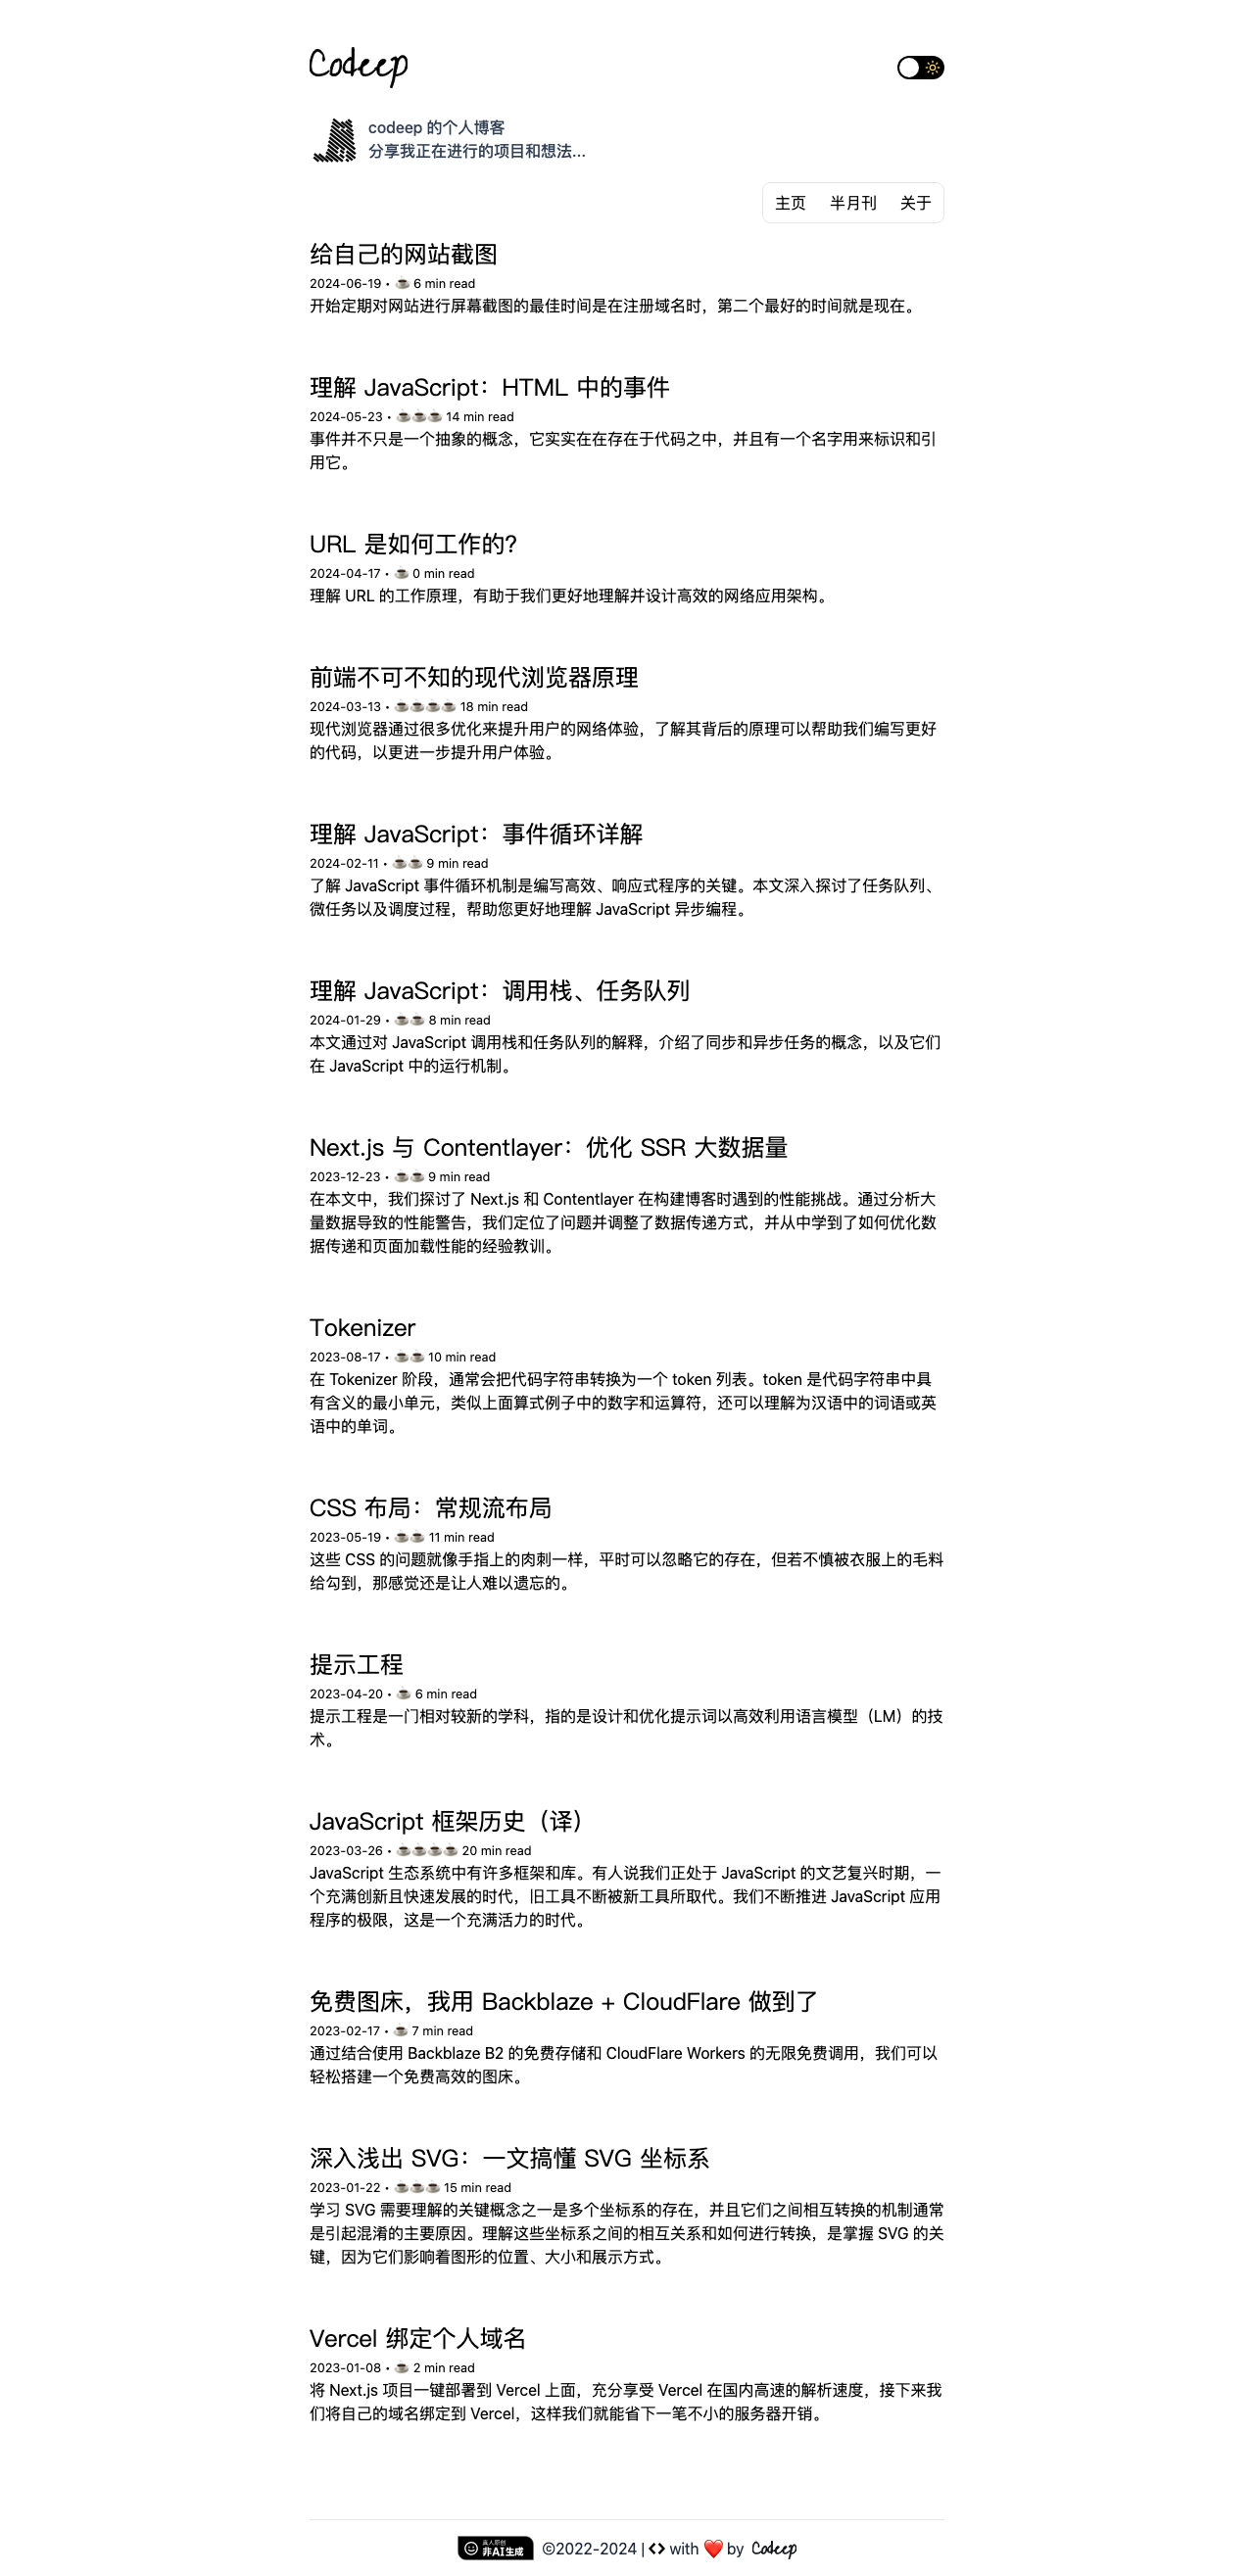 Codeep
codeep 的个人博客
分享我正在进行的项目和想法...
主页 半月刊 关于
给自己的网站截图
2024-06-19 • ☕ 6 min read
开始定期对网站进行屏幕截图的最佳时间是在注册域名时，第二个最好的时间就是现在。
理解 JavaScript：HTML 中的事件
2024-05-23 • ☕☕☕ 14 min read
事件并不只是一个抽象的概念，它实实在在存在于代码之中，并且有一个名字用来标识和引
用它。
URL 是如何工作的?
2024-04-17 • ☕ 0 min read
理解 URL 的工作原理，有助于我们更好地理解并设计高效的网络应用架构。
前端不可不知的现代浏览器原理
2024-03-13 • ☕☕☕☕ 18 min read
现代浏览器通过很多优化来提升用户的网络体验，了解其背后的原理可以帮助我们编写更好
的代码，以更进一步提升用户体验。
理解 JavaScript：事件循环详解
2024-02-11 • ☕☕ 9 min read
了解 JavaScript 事件循环机制是编写高效、响应式程序的关键。本文深入探讨了任务队列、
微任务以及调度过程，帮助您更好地理解 JavaScript 异步编程。
理解 JavaScript：调用栈、任务队列
2024-01-29 • ☕☕ 8 min read
本文通过对 JavaScript 调用栈和任务队列的解释，介绍了同步和异步任务的概念，以及它们
在 JavaScript 中的运行机制。
Next.js 与 Contentlayer：优化 SSR 大数据量
2023-12-23 • ☕☕ 9 min read
在本文中，我们探讨了 Next.js 和 Contentlayer 在构建博客时遇到的性能挑战。通过分析大
量数据导致的性能警告，我们定位了问题并调整了数据传递方式，并从中学到了如何优化数
据传递和页面加载性能的经验教训。
Tokenizer
2023-08-17 • ☕☕ 10 min read
在 Tokenizer 阶段，通常会把代码字符串转换为一个 token 列表。token 是代码字符串中具
有含义的最小单元，类似上面算式例子中的数字和运算符，还可以理解为汉语中的词语或英
语中的单词。
CSS 布局：常规流布局
2023-05-19 • ☕☕ 11 min read
这些 CSS 的问题就像手指上的肉刺一样，平时可以忽略它的存在，但若不慎被衣服上的毛料
给勾到，那感觉还是让人难以遗忘的。
提示工程
2023-04-20 • ☕ 6 min read
提示工程是一门相对较新的学科，指的是设计和优化提示词以高效利用语言模型（LM）的技
术。
JavaScript 框架历史（译）
2023-03-26 • ☕☕☕☕ 20 min read
JavaScript 生态系统中有许多框架和库。有人说我们正处于 JavaScript 的文艺复兴时期，一
个充满创新且快速发展的时代，旧工具不断被新工具所取代。我们不断推进 JavaScript 应用
程序的极限，这是一个充满活力的时代。
免费图床，我用 Backblaze + CloudFlare 做到了
2023-02-17 • ☕ 7 min read
通过结合使用 Backblaze B2 的免费存储和 CloudFlare Workers 的无限免费调用，我们可以
轻松搭建一个免费高效的图床。
深入浅出 SVG：一文搞懂 SVG 坐标系
2023-01-22 • ☕☕☕ 15 min read
学习 SVG 需要理解的关键概念之一是多个坐标系的存在，并且它们之间相互转换的机制通常
是引起混淆的主要原因。理解这些坐标系之间的相互关系和如何进行转换，是掌握 SVG 的关
键，因为它们影响着图形的位置、大小和展示方式。
Vercel 绑定个人域名
2023-01-08 • ☕ 2 min read
将 Next.js 项目一键部署到 Vercel 上面，充分享受 Vercel 在国内高速的解析速度，接下来我
们将自己的域名绑定到 Vercel，这样我们就能省下一笔不小的服务器开销。
真人原创
非AI生成
©2022-2024 | <> with ❤️ by Codeep